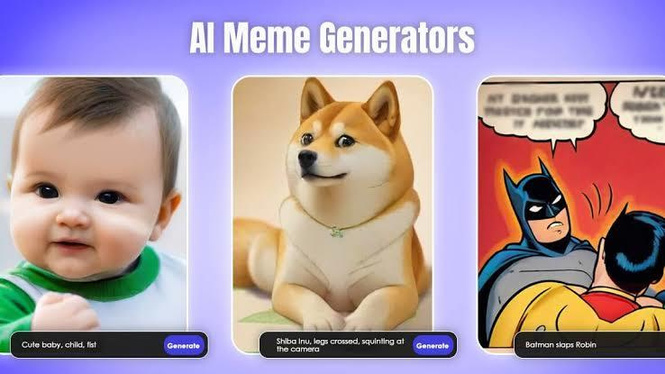 AI Meme Generators
Cute baby, child, fist
Generate
Shiba Inu, legs crossed, squinting at
the camera
Generate
Batman slaps Robin